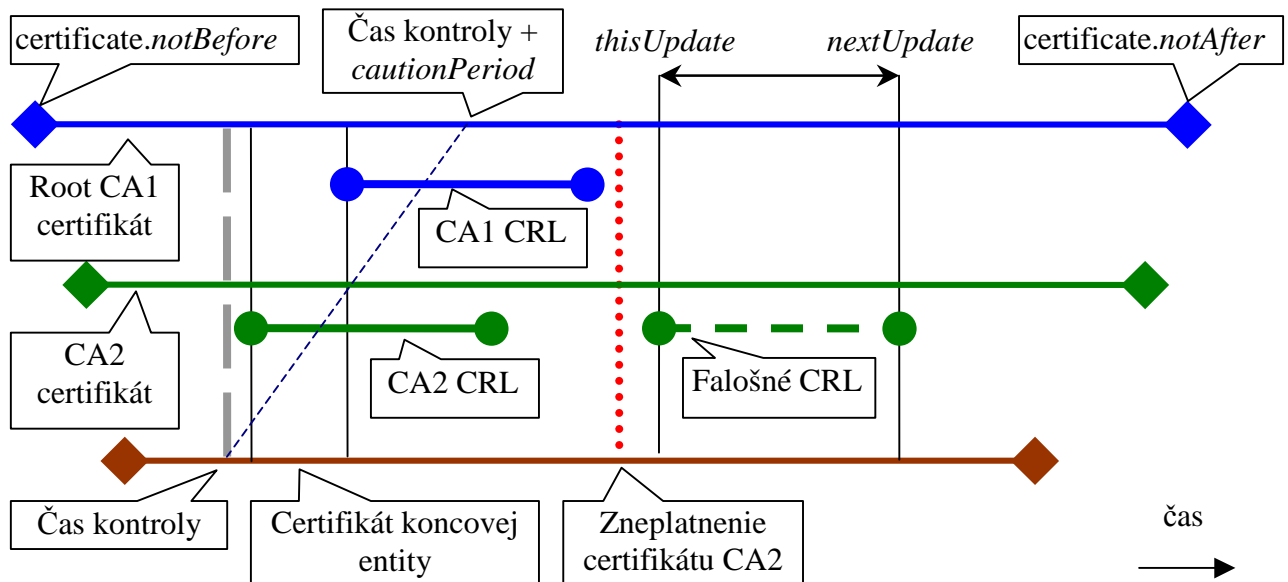 certificate.notBefore
Čas kontroly +
cautionPeriod
thisUpdate
nextUpdate
certificate.notAfter
Root CA1
certifikát
CA1 CRL
CA2
certifikát
CA2 CRL
Falošné CRL
Čas kontroly
Certifikát koncovej
entity
Zneplatnenie
certifikátu CA2
čas